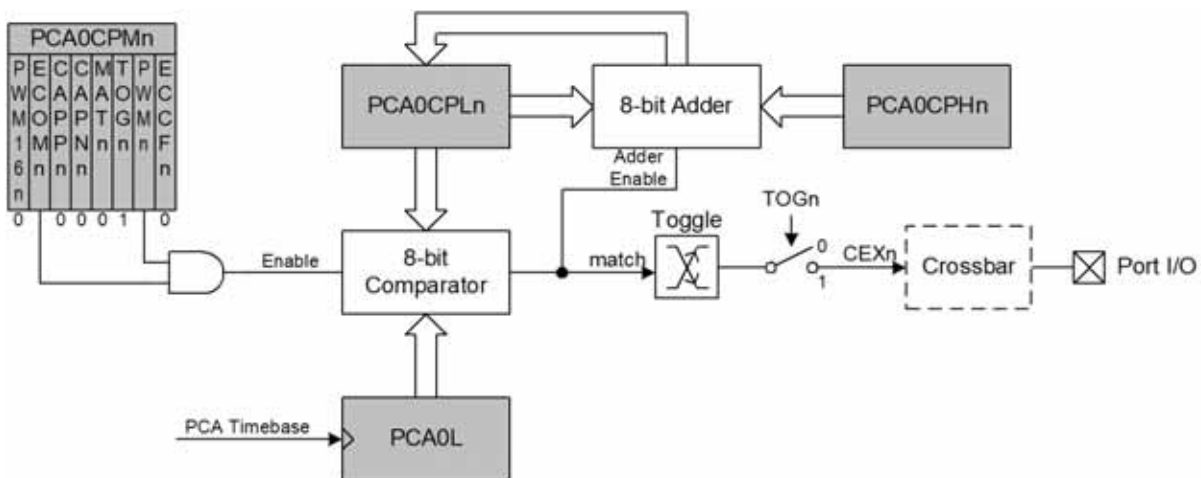 PCA0CPMn
P E C C M T P E
W C A A A O W C
M O P P T G M C
1 M P N n n n F
6 n n n n
n
0 0 0 0 1 0
PCA0CPLn
8-bit Adder
PCA0CPHn
Adder
Enable
TOGn
Toggle
Enable
8-bit
Comparator
match
0
1
CEXn
Crossbar
Port I/O
PCA Timebase
PCA0L